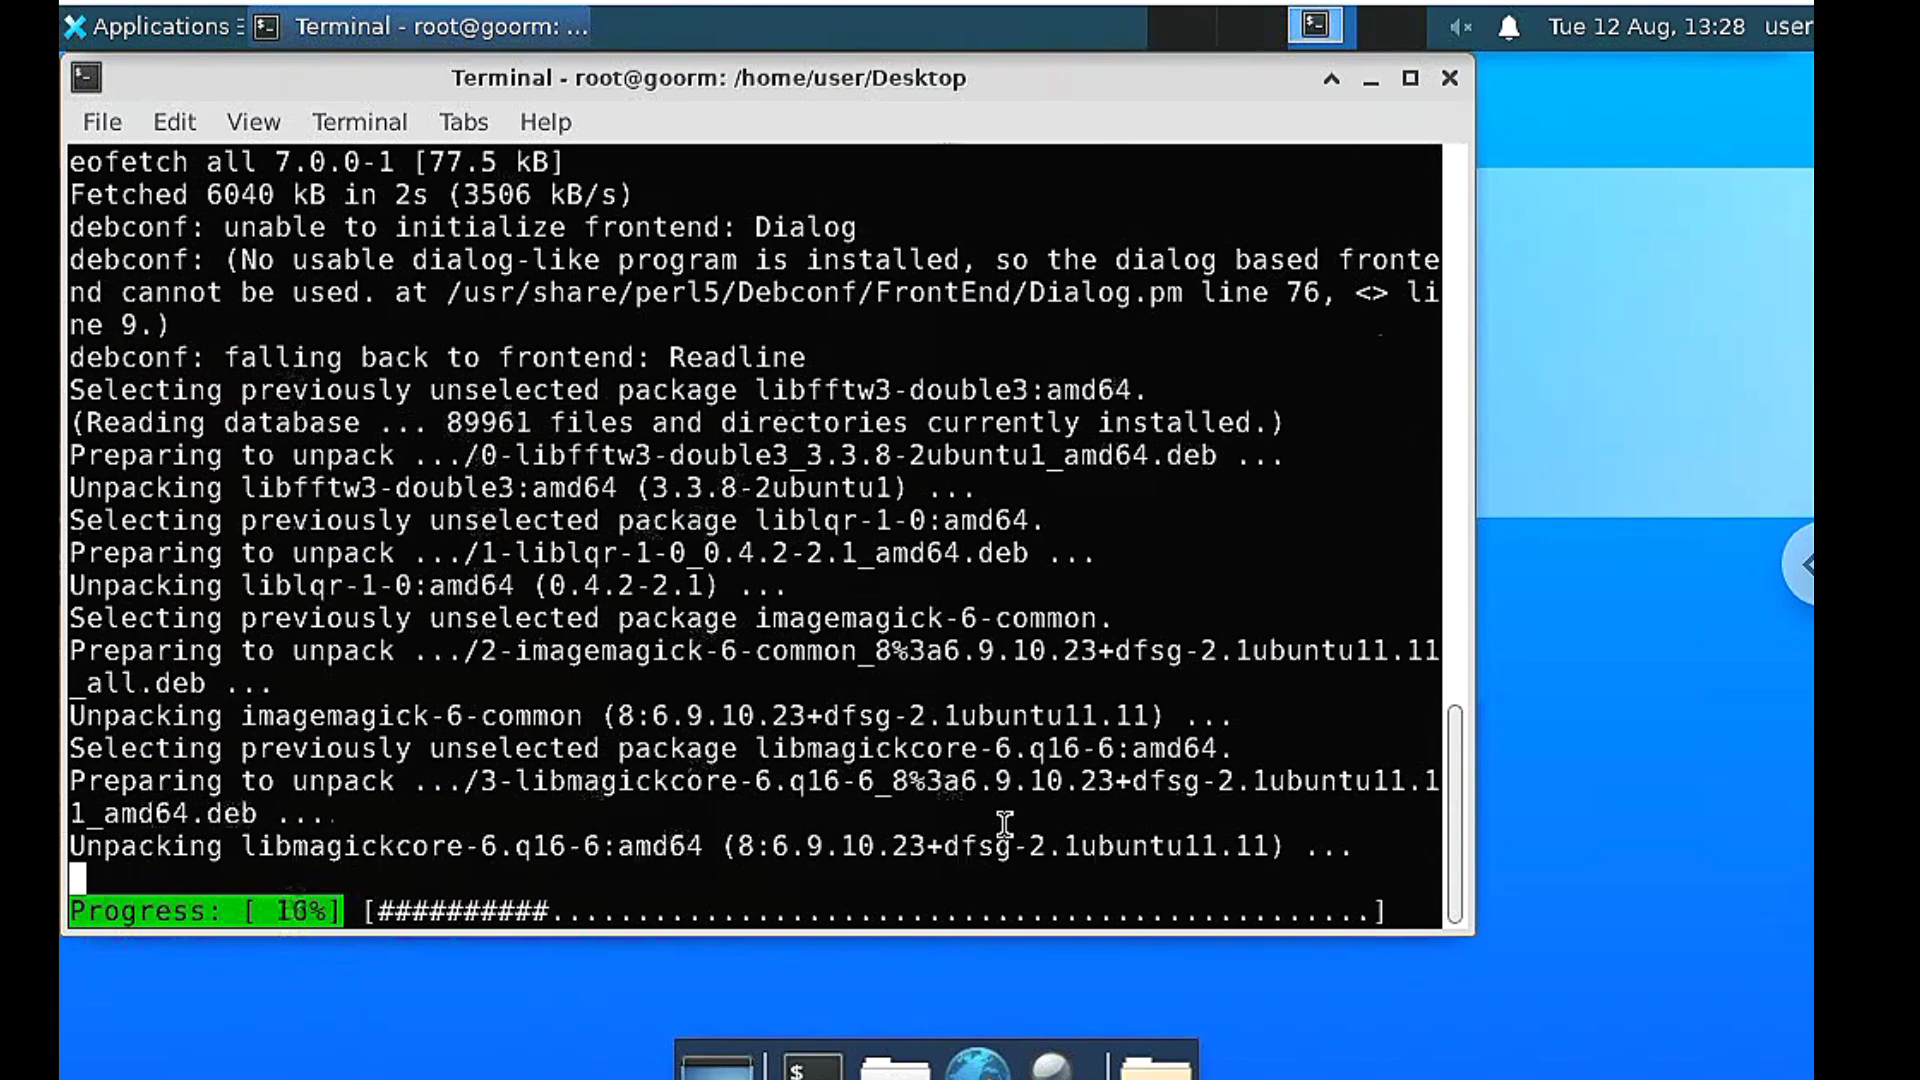 Applications
Terminal - root@goorm: ...
Tue 12 Aug, 13:28
user
Terminal - root@goorm: /home/user/Desktop
File Edit View Terminal Tabs Help
eofetch all 7.0.0-1 [77.5 kB]
Fetched 6040 kB in 2s (3506 kB/s)
debconf: unable to initialize frontend: Dialog
debconf: (No usable dialog-like program is installed, so the dialog based fronte
nd cannot be used. at /usr/share/perl5/Debconf/FrontEnd/Dialog.pm line 76, <> li
ne 9.)
debconf: falling back to frontend: Readline
Selecting previously unselected package libfftw3-double3:amd64.
(Reading database ... 89961 files and directories currently installed.)
Preparing to unpack .../0-libfftw3-double3_3.3.8-2ubuntu1_amd64.deb ...
Unpacking libfftw3-double3:amd64 (3.3.8-2ubuntu1) ...
Selecting previously unselected package liblqr-1-0:amd64.
Preparing to unpack .../1-liblqr-1-0_0.4.2-2.1_amd64.deb ...
Unpacking liblqr-1-0:amd64 (0.4.2-2.1) ...
Selecting previously unselected package imagemagick-6-common.
Preparing to unpack .../2-imagemagick-6-common_8%3a6.9.10.23+dfsg-2.1ubuntu11.11
_all.deb ...
Unpacking imagemagick-6-common (8:6.9.10.23+dfsg-2.1ubuntu11.11) ...
Selecting previously unselected package libmagickcore-6.q16-6:amd64.
Preparing to unpack .../3-libmagickcore-6.q16-6_8%3a6.9.10.23+dfsg-2.1ubuntu11.1
1_amd64.deb ....
Unpacking libmagickcore-6.q16-6:amd64 (8:6.9.10.23+dfsg-2.1ubuntu11.11) ...
Progress: [ 16%] [##########................................................]